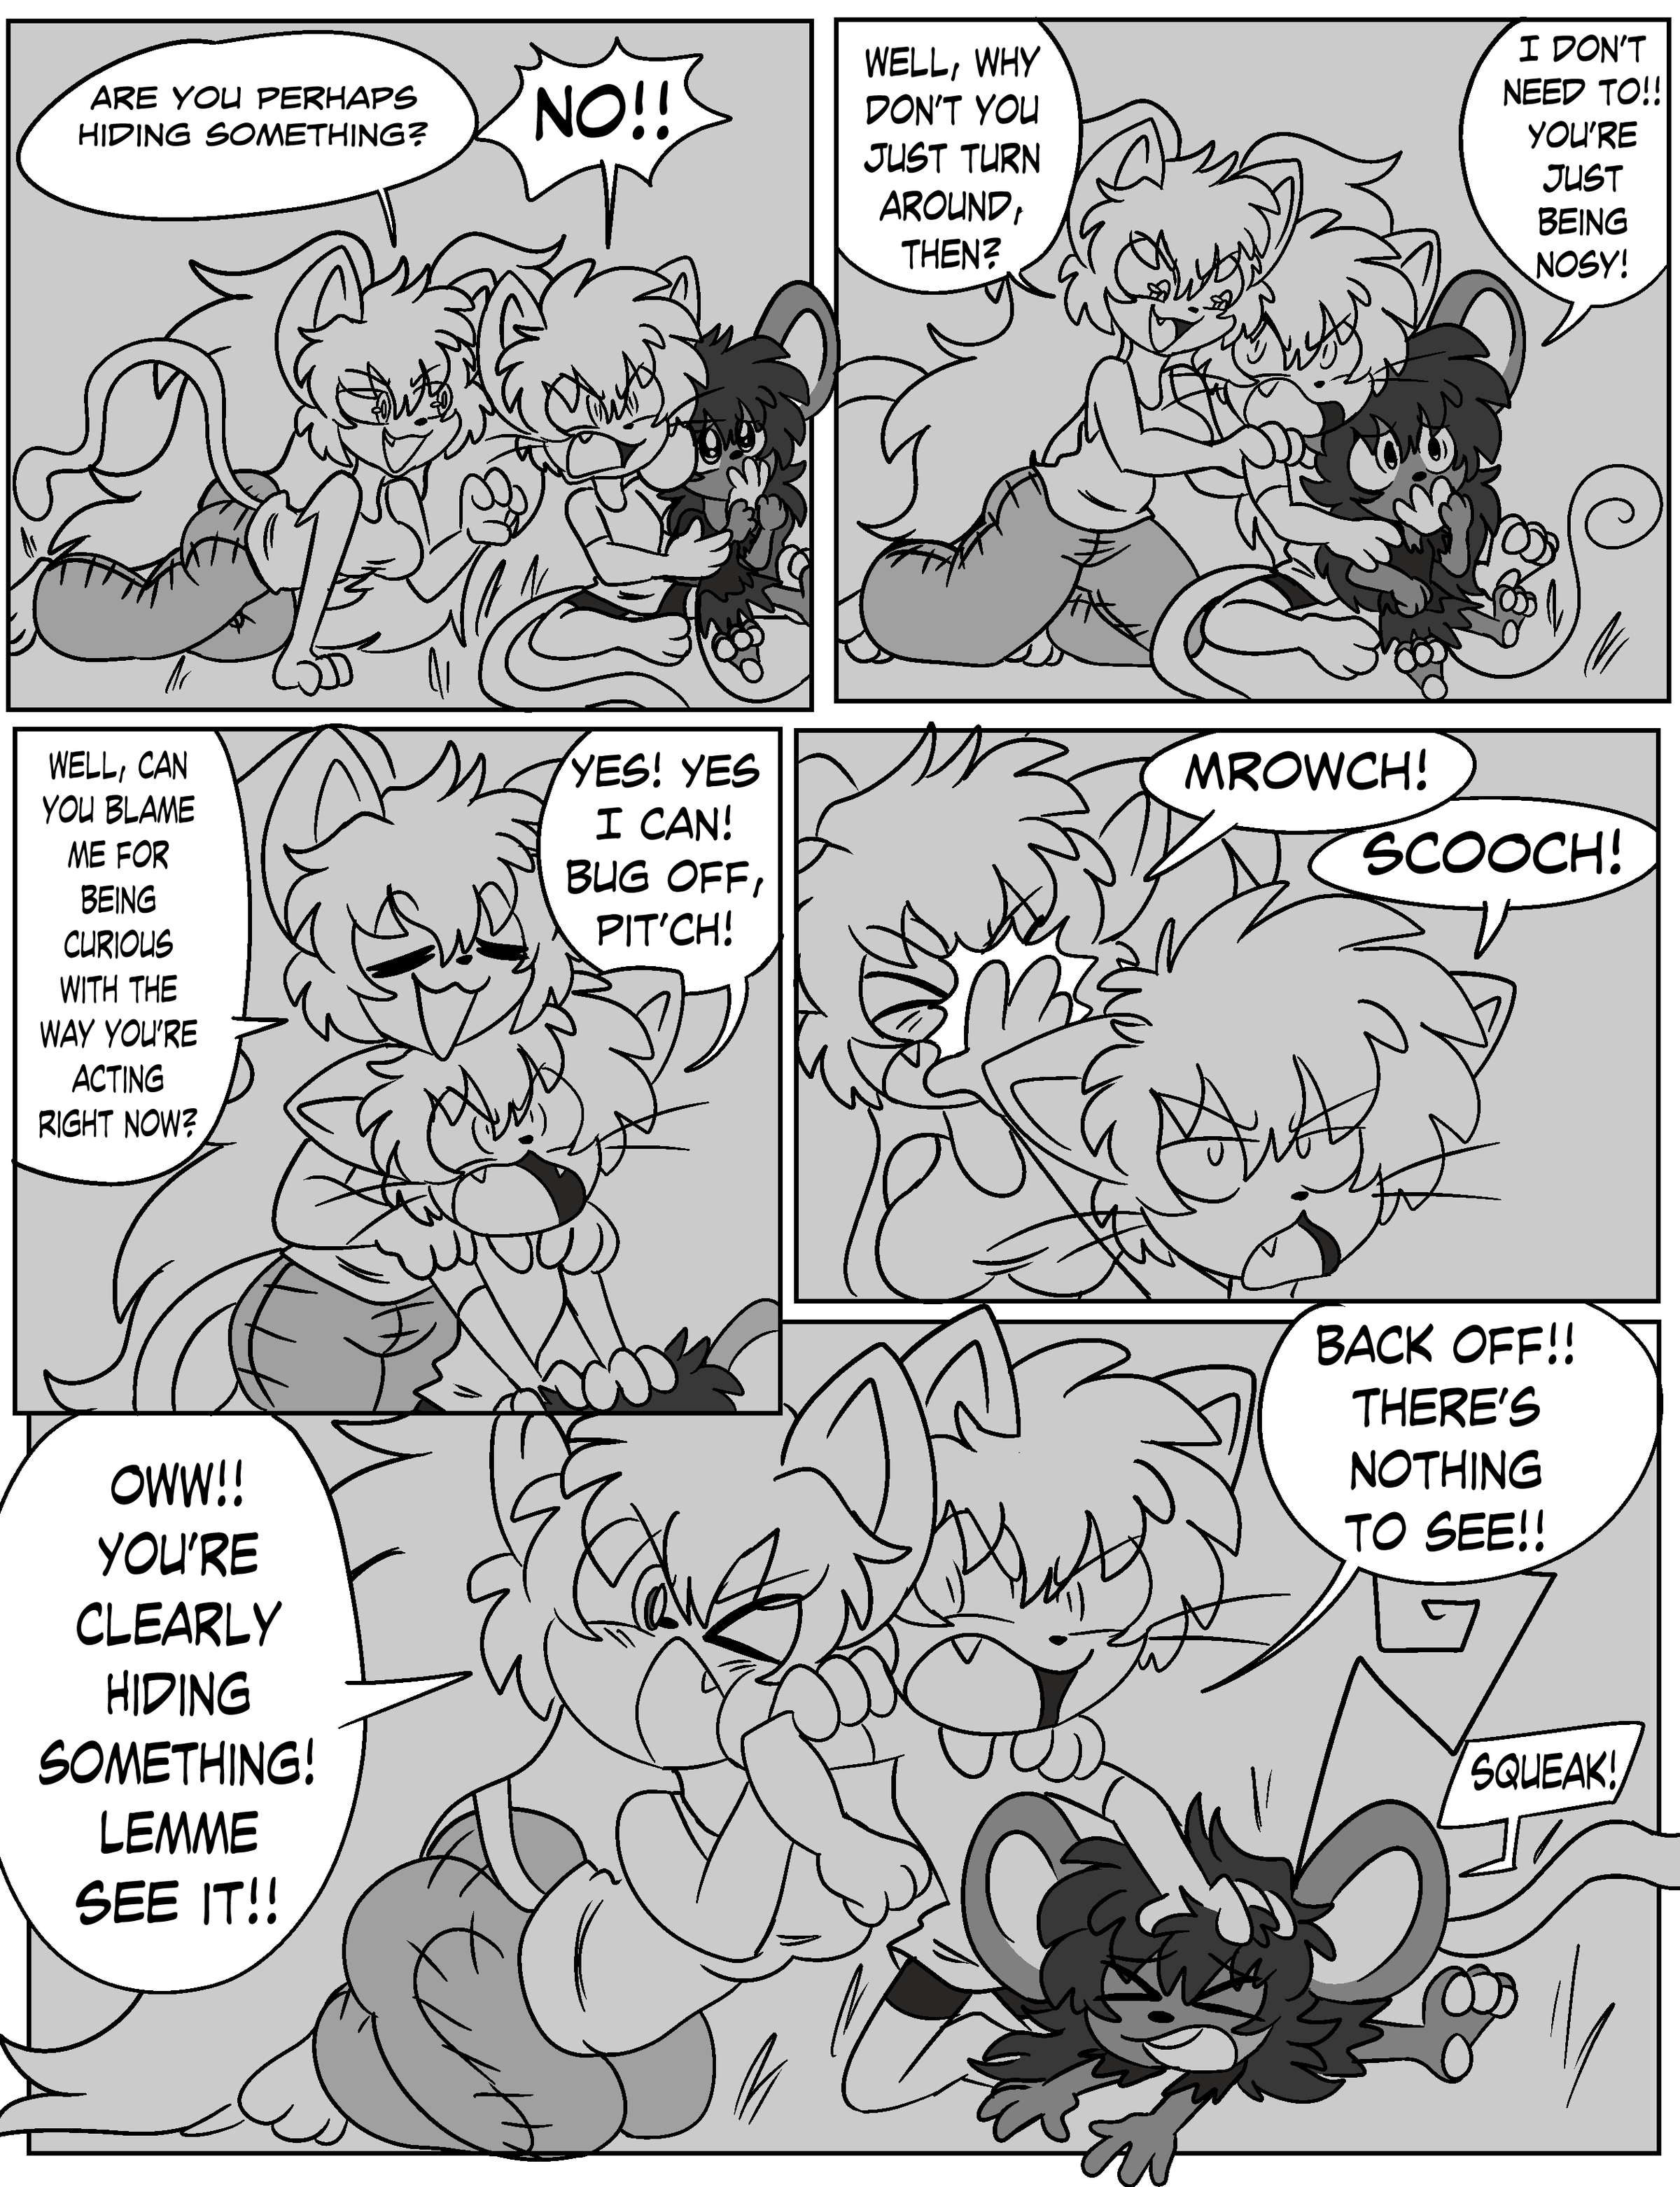 ARE YOU PERHAPS
HIDING SOMETHING?
NO!!
WELL, WHY
DON'T YOU
JUST TURN
AROUND,
THEN?
I DON'T
NEED TO!!
YOU'RE
JUST
BEING
NOSY!
WELL, CAN
YOU BLAME
ME FOR
BEING
CURIOUS
WITH THE
WAY YOU'RE
ACTING
RIGHT NOW?
YES! YES
I CAN!
BUG OFF,
PIT'CH!
MROWCH!
SCOOCH!
BACK OFF!!
THERE'S
NOTHING
TO SEE!!
OWW!!
YOU'RE
CLEARLY
HIDING
SOMETHING!
LEMME
SEE IT!!
SQUEAK!